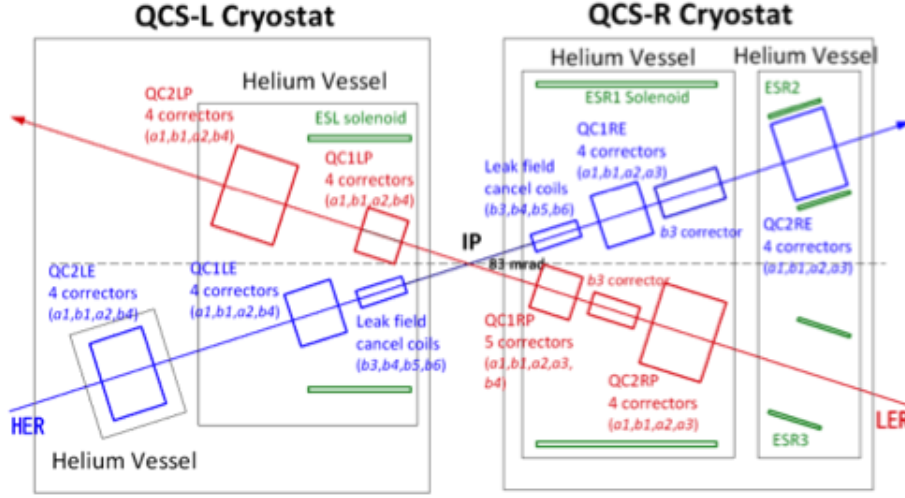 QCS-L Cryostat
QCS-R Cryostat
Helium Vessel
QC2LP
4 correctors
(a1,b1,a2,b4)
ESL solenoid
QC1LP
4 correctors
(a1,b1,a2,b4)
QC2LE
4 correctors
(a1,b1,a2,b4)
QC1LE
4 correctors
(a1,b1,a2,b4)
Leak field
cancel coils
(b3,b4,b5,b6)
HER
Helium Vessel
IP
83 mrad
Helium Vessel
ESR1 Solenoid
QC1RE
4 correctors
(a1,b1,a2,a3)
Leak field
cancel coils
(b3,b4,b5,b6)
b3 corrector
b3 corrector
QC1RP
5 correctors
(a1,b1,a2,a3,
b4)
QC2RP
4 correctors
(a1,b1,a2,a3)
Helium Vessel
ESR2
QC2RE
4 correctors
(a1,b1,a2,a3)
ESR3
LER